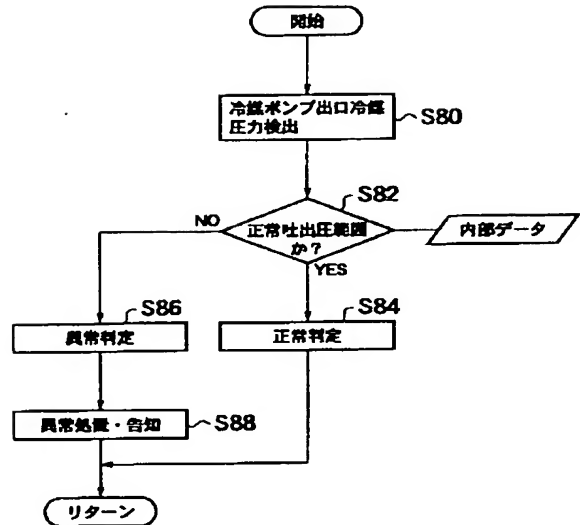 開始
冷媒ポンプ出口冷媒
圧力検出
S80
S82
正常吐出圧範囲
か?
内部データ
NO
YES
S86
異常判定
S84
正常判定
異常処置・告知
S88
リターン